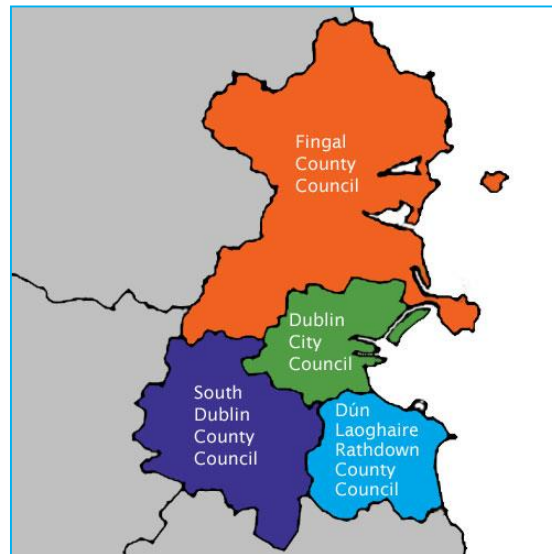 Fingal
County
Council
Dublin
City
Council
South
Dublin
County
Council
Dún
Laoghaire
Rathdown
County
Council